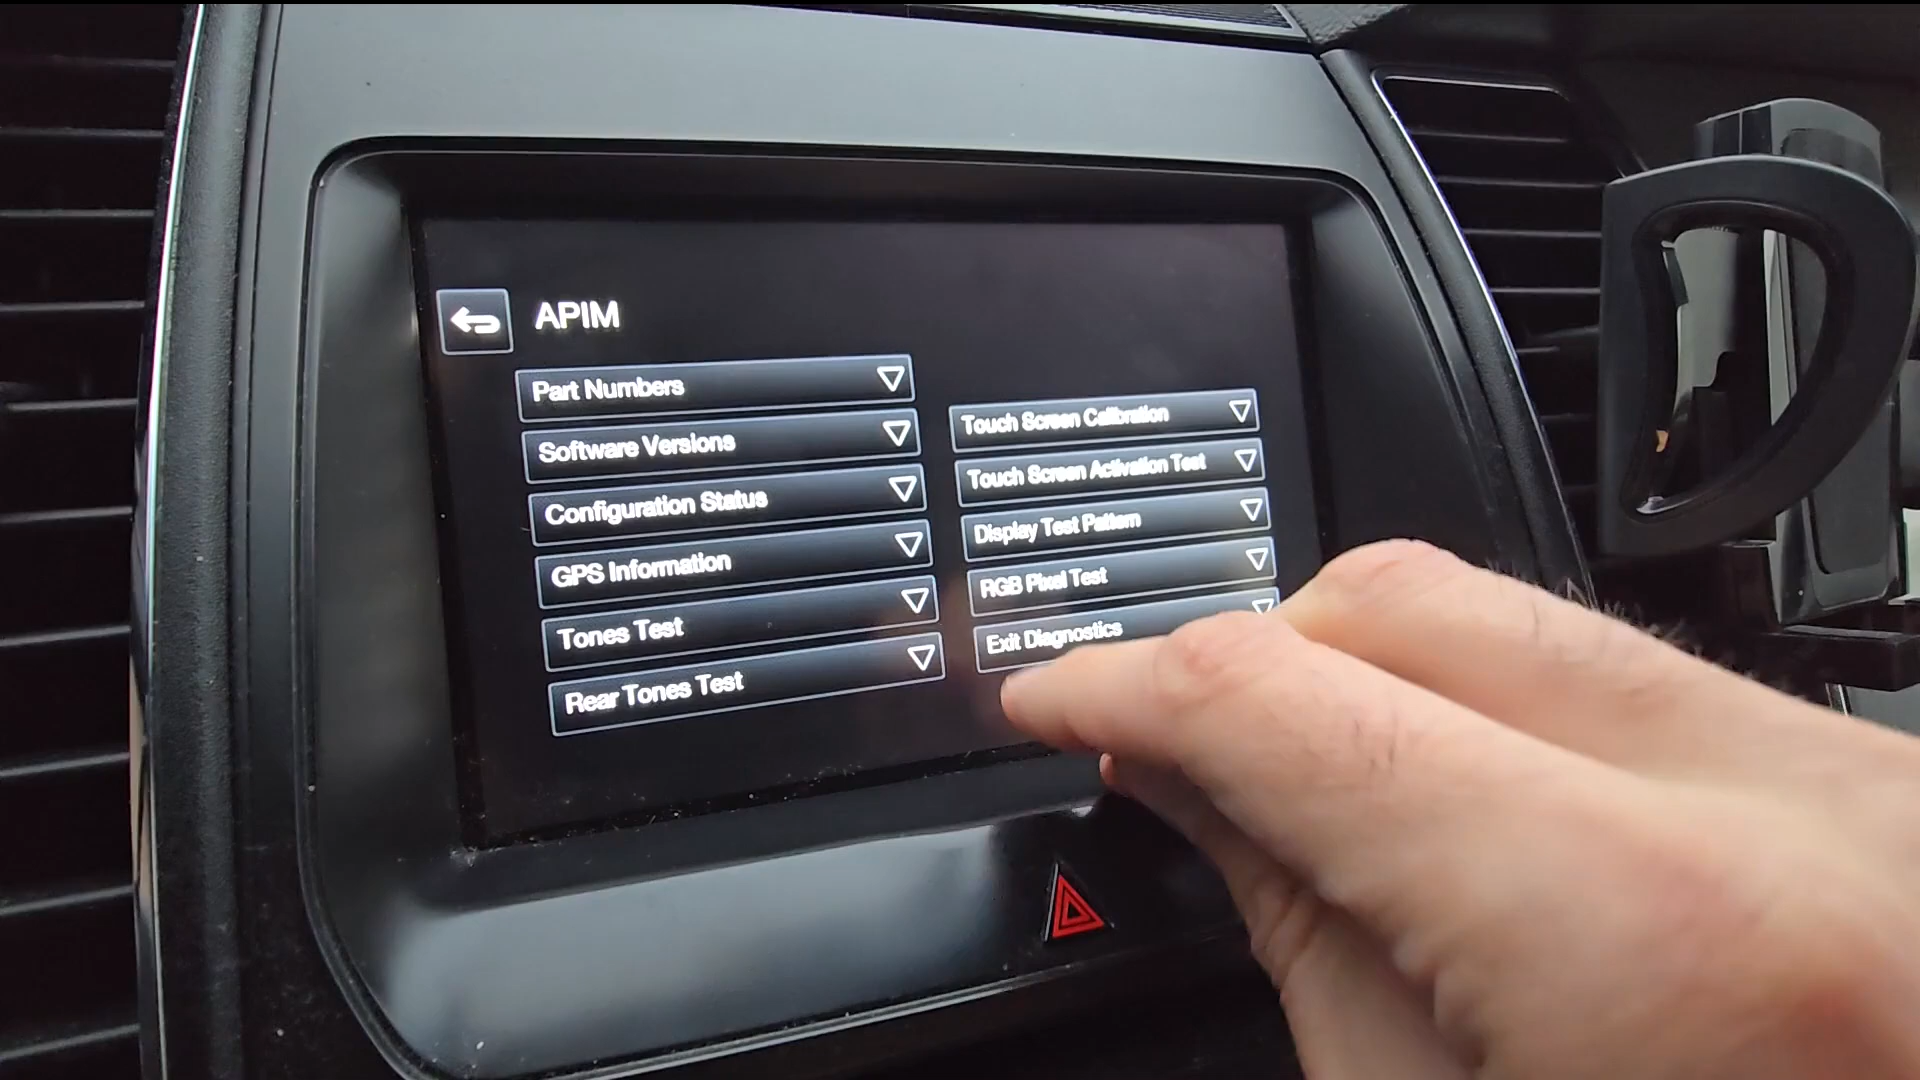 APIM
Part Numbers
Software Versions
Configuration Status
GPS Information
Tones Test
Rear Tones Test
Touch Screen Calibration
Touch Screen Activation Test
Display Test Pattern
RGB Pixel Test
Exit Diagnostics